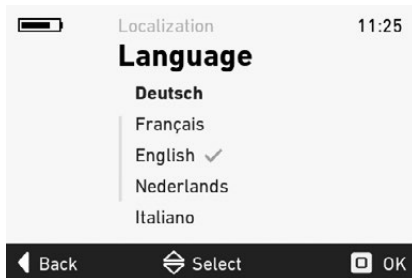 Localization 11:25
Language
Deutsch
Français
English
Nederlands
Italiano
Back Select OK